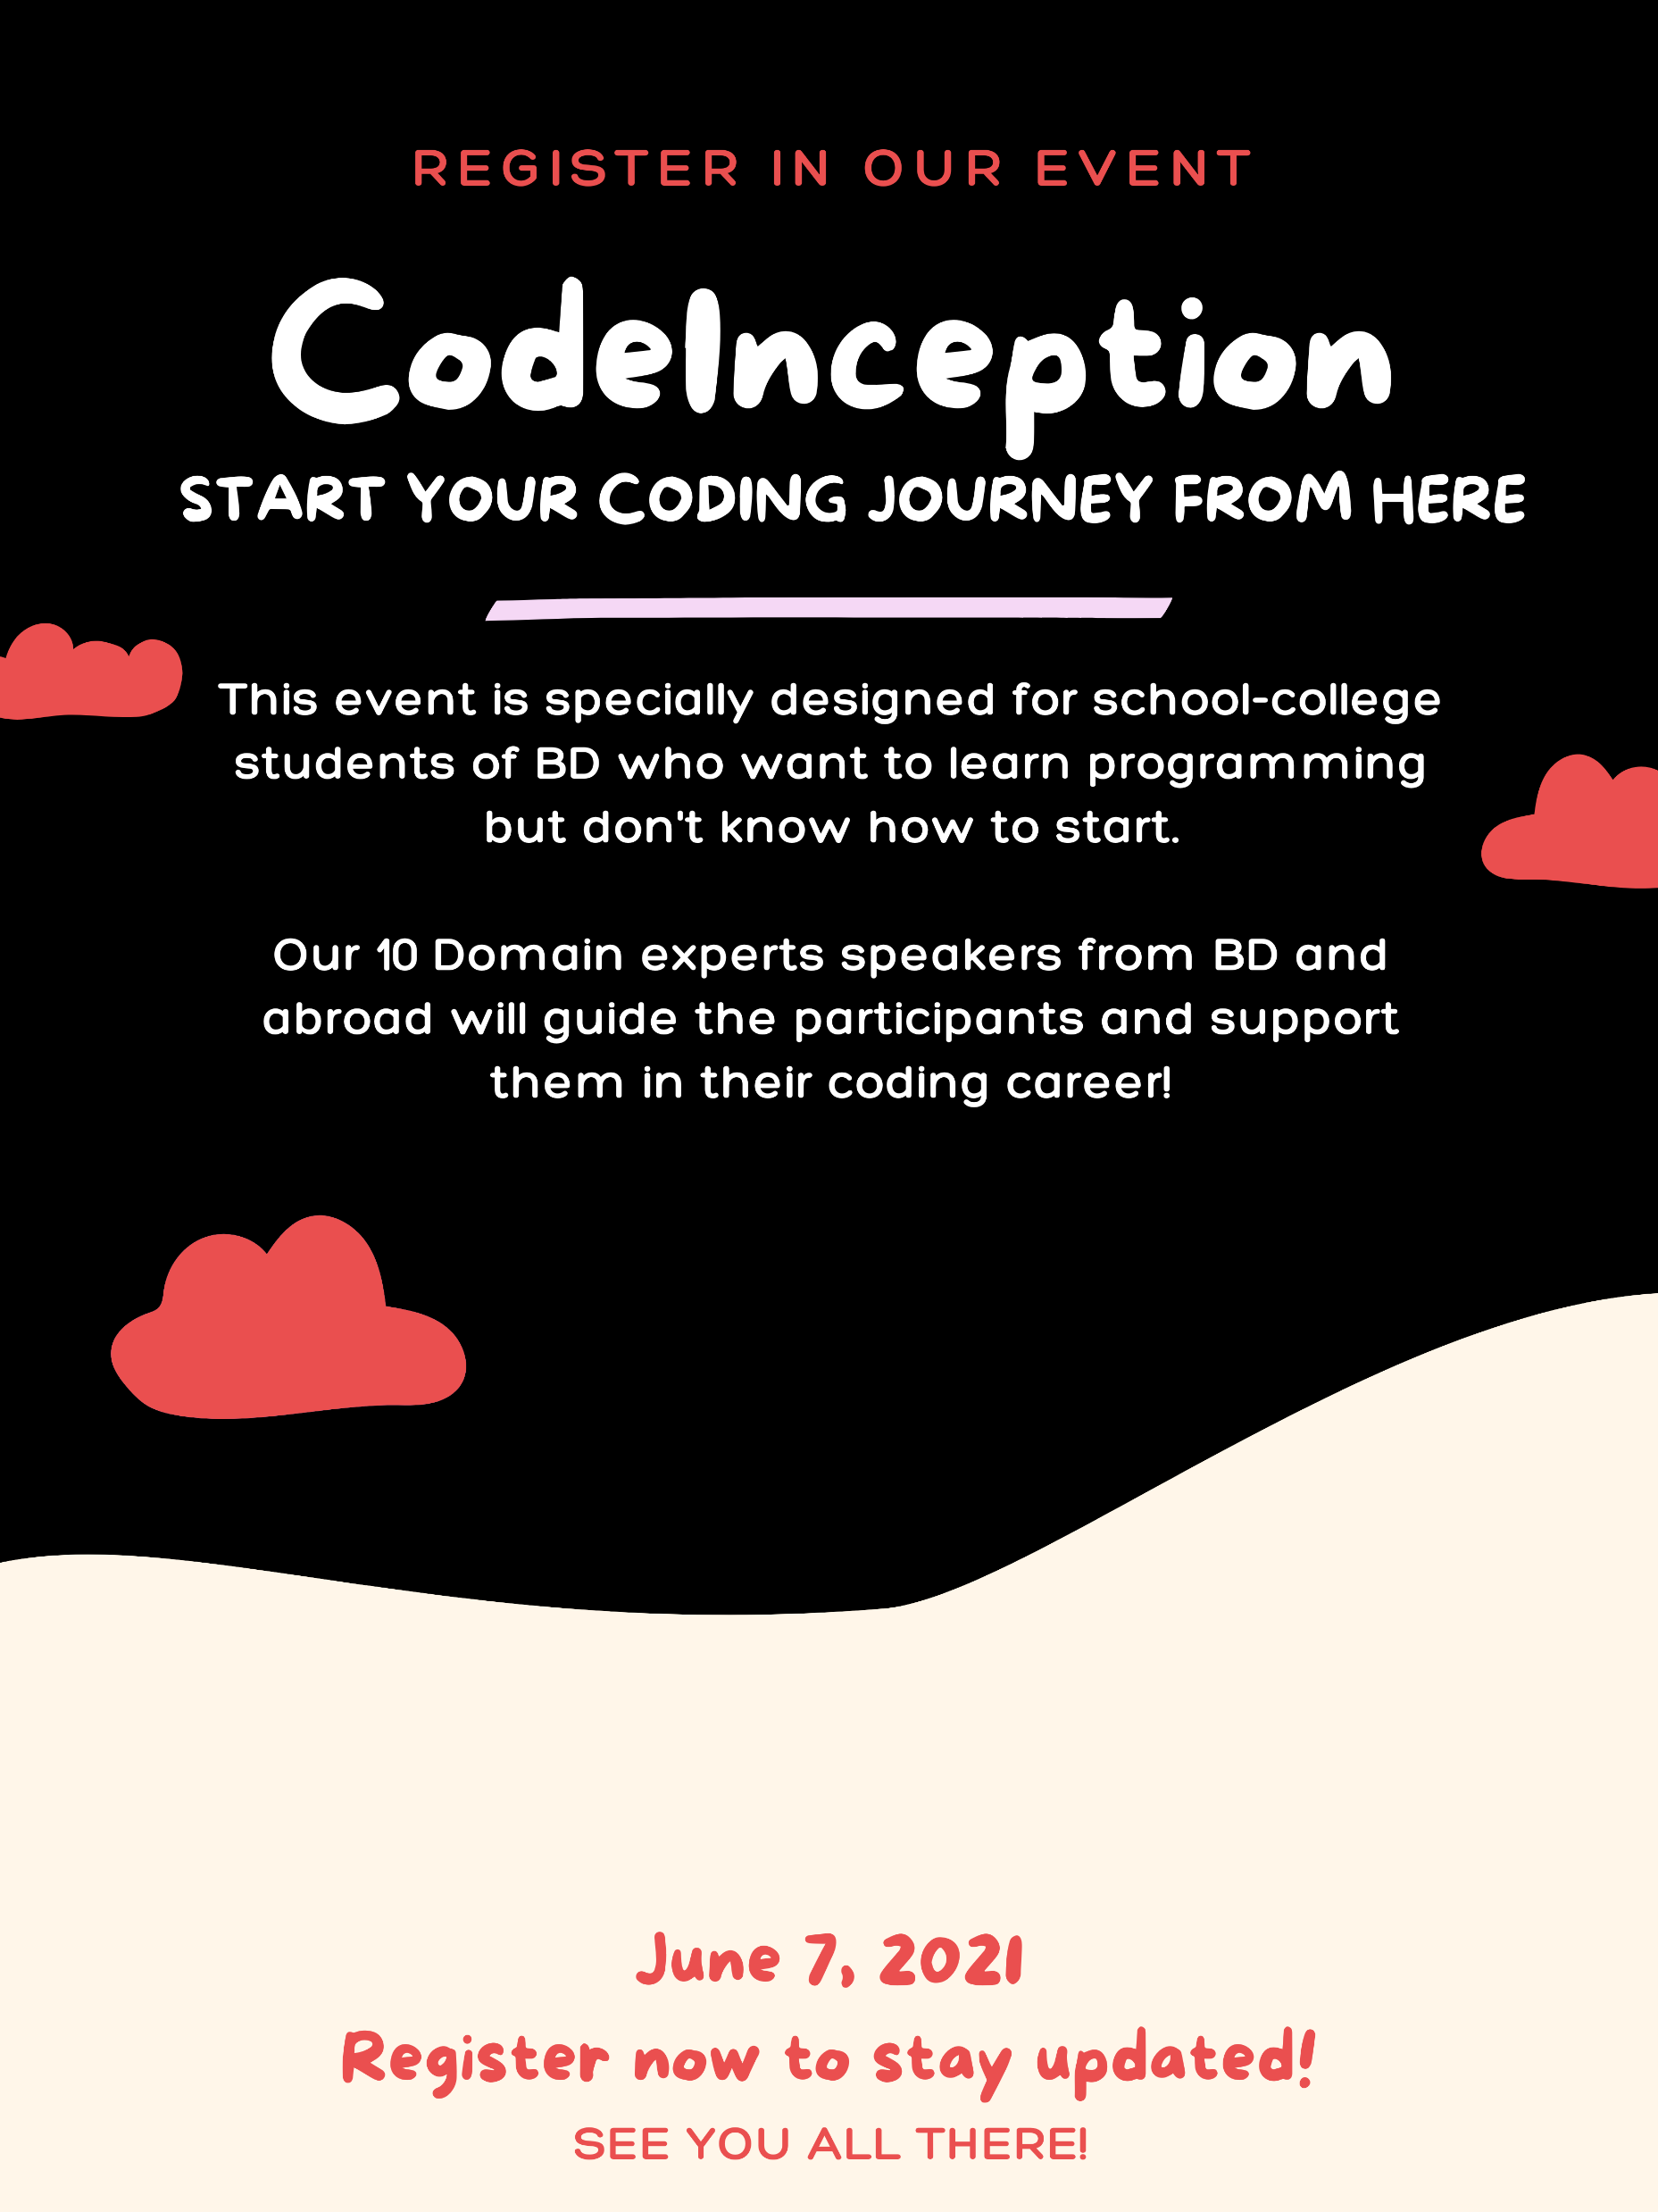 REGISTER IN OUR EVENT
CodeInception
START YOUR CODING JOURNEY FROM HERE
This event is specially designed for school-college
students of BD who want to learn programming
but don't know how to start.
Our 10 Domain experts speakers from BD and
abroad will guide the participants and support
them in their coding career!
June 7, 2021
Register now to stay updated!
SEE YOU ALL THERE!